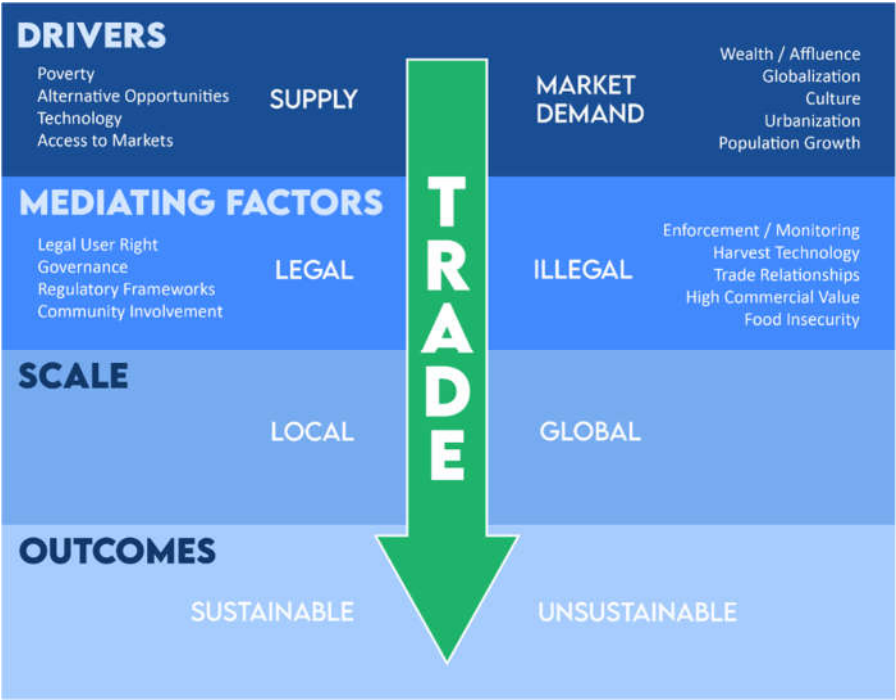 DRIVERS
Poverty
Alternative Opportunities
Technology
Access to Markets
SUPPLY
MARKET
DEMAND
Wealth / Affluence
Globalization
Culture
Urbanization
Population Growth
TRADE
MEDIATING FACTORS
Legal User Right
Governance
Regulatory Frameworks
Community Involvement
LEGAL
ILLEGAL
Enforcement / Monitoring
Harvest Technology
Trade Relationships
High Commercial Value
Food Insecurity
SCALE
LOCAL
GLOBAL
OUTCOMES
SUSTAINABLE
UNSUSTAINABLE